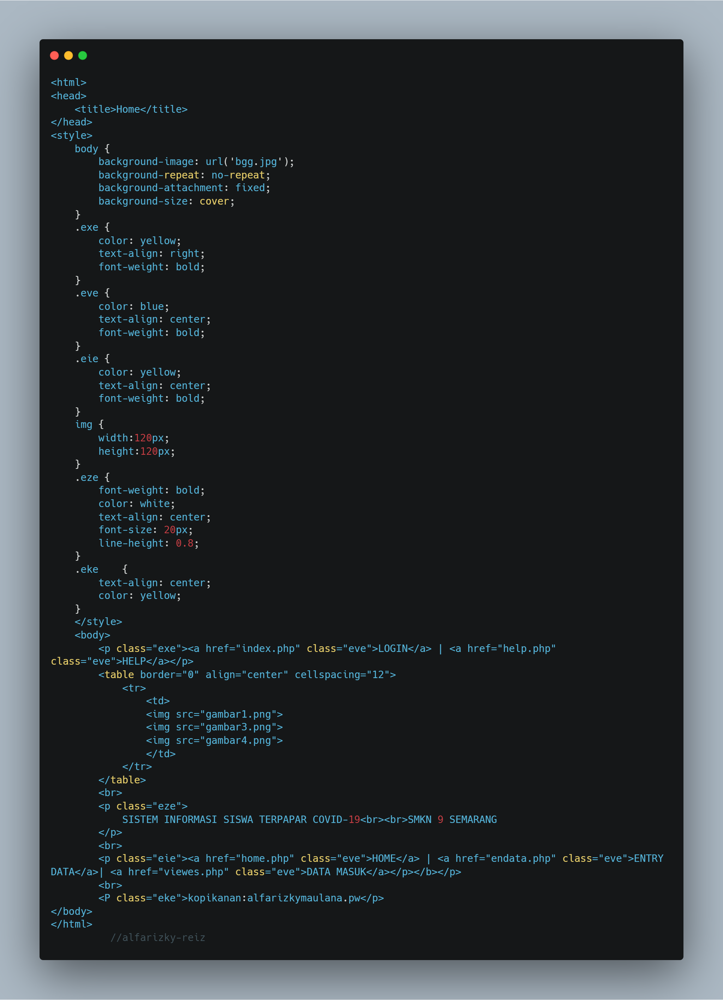 <html>
<head>
    <title>Home</title>
</head>
<style>
    body {
        background-image: url('bgg.jpg');
        background-repeat: no-repeat;
        background-attachment: fixed;
        background-size: cover;
    }
    .exe {
        color: yellow;
        text-align: right;
        font-weight: bold;
    }
    .eve {
        color: blue;
        text-align: center;
        font-weight: bold;
    }
    .eie {
        color: yellow;
        text-align: center;
        font-weight: bold;
    }
    img {
        width:120px;
        height:120px;
    }
    .eze {
        font-weight: bold;
        color: white;
        text-align: center;
        font-size: 20px;
        line-height: 0.8;
    }
    .eke    {
        text-align: center;
        color: yellow;
    }
    </style>
    <body>
        <p class="exe"><a href="index.php" class="eve">LOGIN</a> | <a href="help.php"
class="eve">HELP</a></p>
        <table border="0" align="center" cellspacing="12">
            <tr>
                <td>
                <img src="gambar1.png">
                <img src="gambar3.png">
                <img src="gambar4.png">
                </td>
            </tr>
        </table>
        <br>
        <p class="eze">
            SISTEM INFORMASI SISWA TERPAPAR COVID-19<br><br>SMKN 9 SEMARANG
        </p>
        <br>
        <p class="eie"><a href="home.php" class="eve">HOME</a> | <a href="endata.php" class="eve">ENTRY
DATA</a>| <a href="viewes.php" class="eve">DATA MASUK</a></p></b></p>
        <br>
        <P class="eke">kopikanan:alfarizkymaulana.pw</p>
</body>
</html>
          //alfarizky-reiz